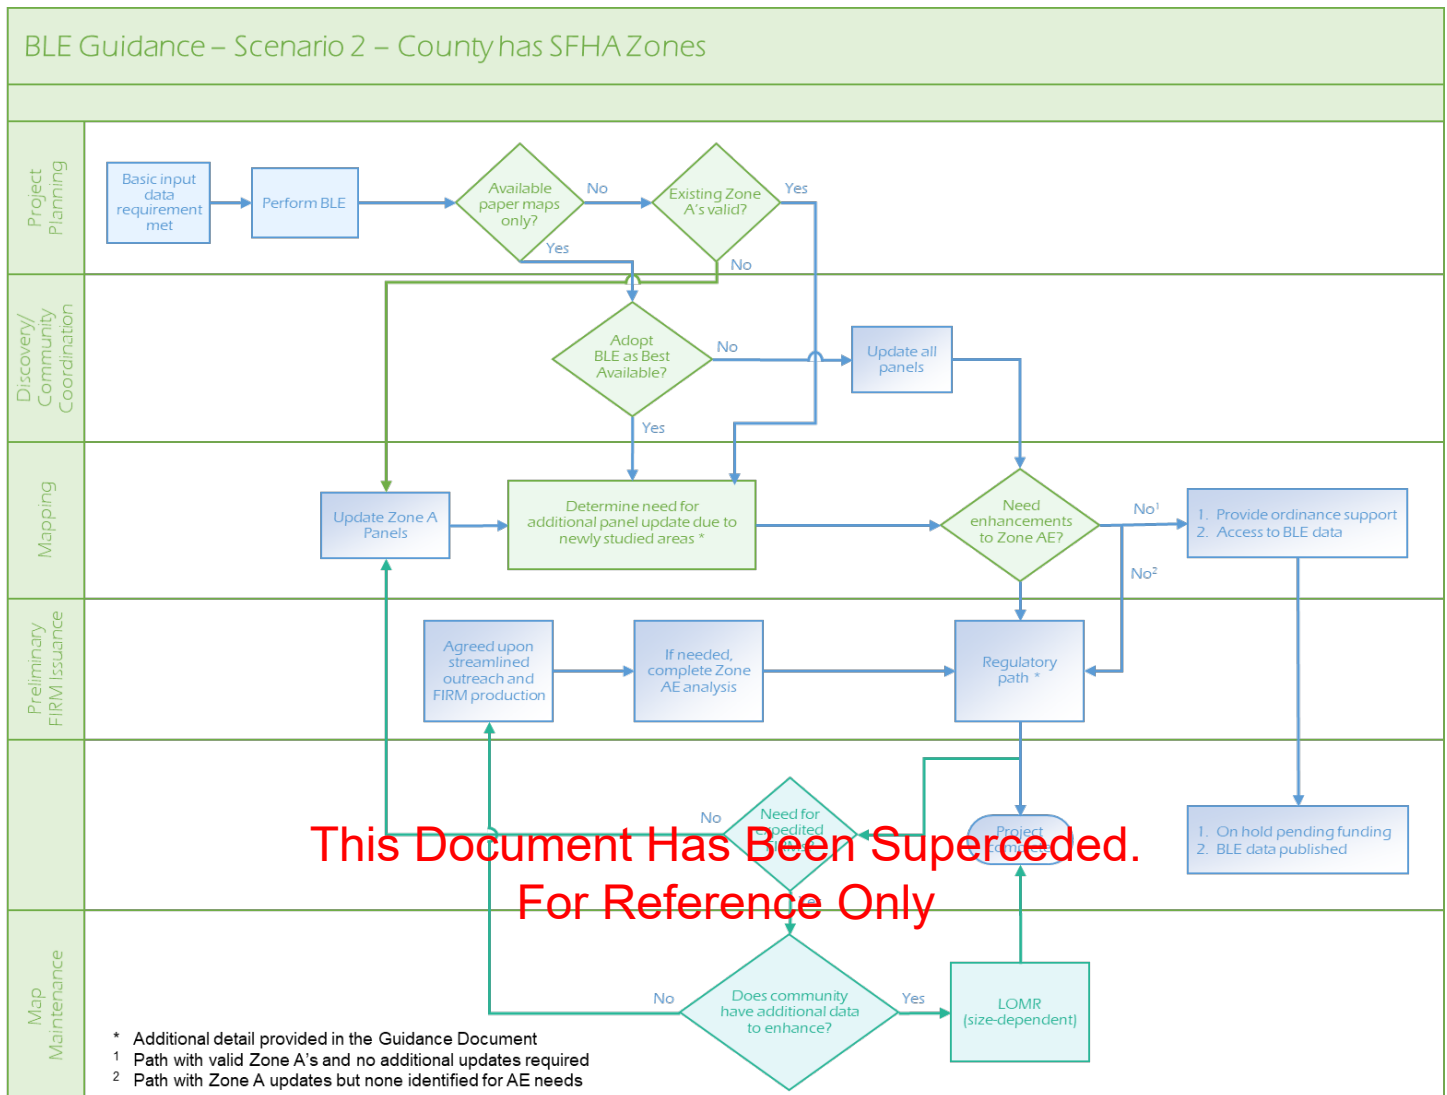 BLE Guidance – Scenario 2 – County has SFHA Zones
Project
Planning
Basic input
data
requirement
met
Perform BLE
Available
paper maps
only?
No
Existing Zone
A's valid?
Yes
Yes
No
Discovery/
Community
Coordination
Adopt
BLE as Best
Available?
No
Update all
panels
Yes
Mapping
Update Zone A
Panels
Determine need for
additional panel update due to
newly studied areas *
Need
enhancements
to Zone AE?
No¹
No²
1. Provide ordinance support
2. Access to BLE data
Preliminary
FIRM Issuance
Agreed upon
streamlined
outreach and
FIRM production
If needed,
complete Zone
AE analysis
Regulatory
path *
No
Need for
expedited
FIRMs?
Project
complete
1. On hold pending funding
2. BLE data published
This Document Has Been Superceded.
For Reference Only
Map
Maintenance
No
Does community
have additional data
to enhance?
Yes
LOMR
(size-dependent)
* Additional detail provided in the Guidance Document
¹ Path with valid Zone A's and no additional updates required
² Path with Zone A updates but none identified for AE needs